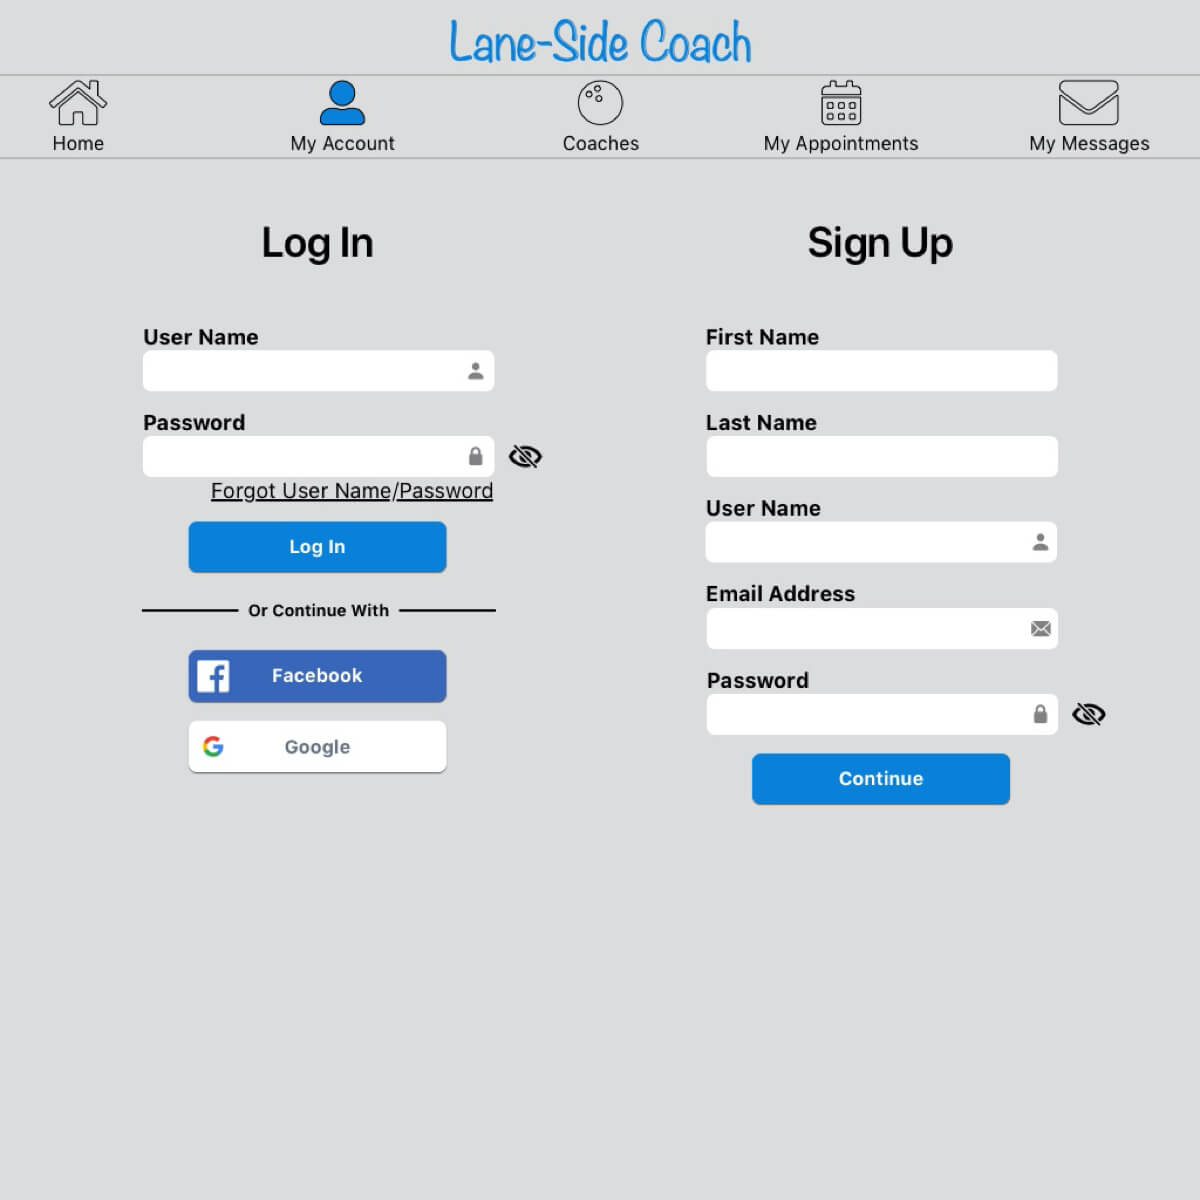 Lane-Side Coach
Home
My Account
Coaches
My Appointments
My Messages
Log In
User Name
Password
Forgot User Name/Password
Log In
Or Continue With
Facebook
Google
Sign Up
First Name
Last Name
User Name
Email Address
Password
Continue